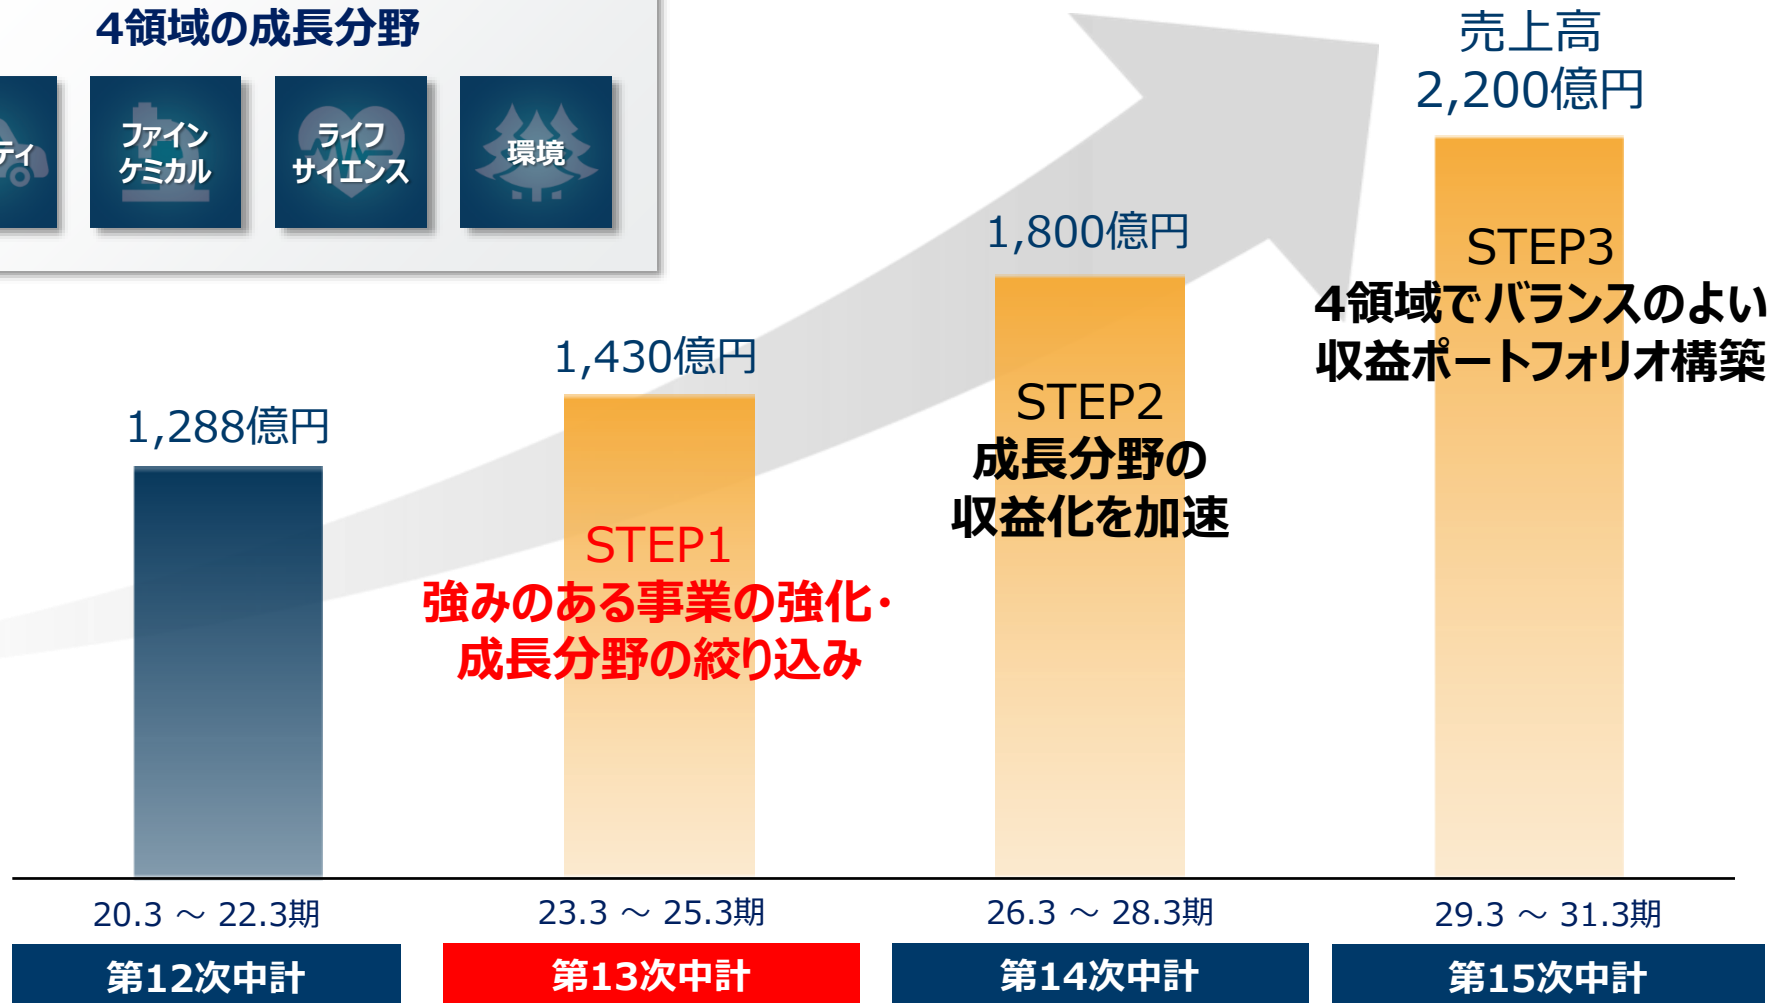 4領域の成長分野
ティ
ファイン
ケミカル
ライフ
サイエンス
環境
売上高
2,200億円
1,800億円
1,430億円
1,288億円
STEP3
4領域でバランスのよい
収益ポートフォリオ構築
STEP2
成長分野の
収益化を加速
STEP1
強みのある事業の強化・
成長分野の絞り込み
20.3 ～ 22.3期
23.3 ～ 25.3期
26.3 ～ 28.3期
29.3 ～ 31.3期
第12次中計
第13次中計
第14次中計
第15次中計